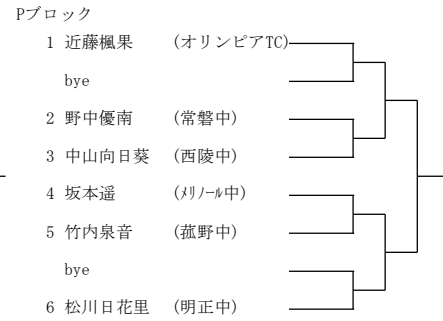 Pブロック
1 近藤楓果 (オリンピアTC)
bye
2 野中優南 (常磐中)
3 中山向日葵 (西陵中)
4 坂本遥 (ﾒﾘﾉｰﾙ中)
5 竹内泉音 (菰野中)
bye
6 松川日花里 (明正中)